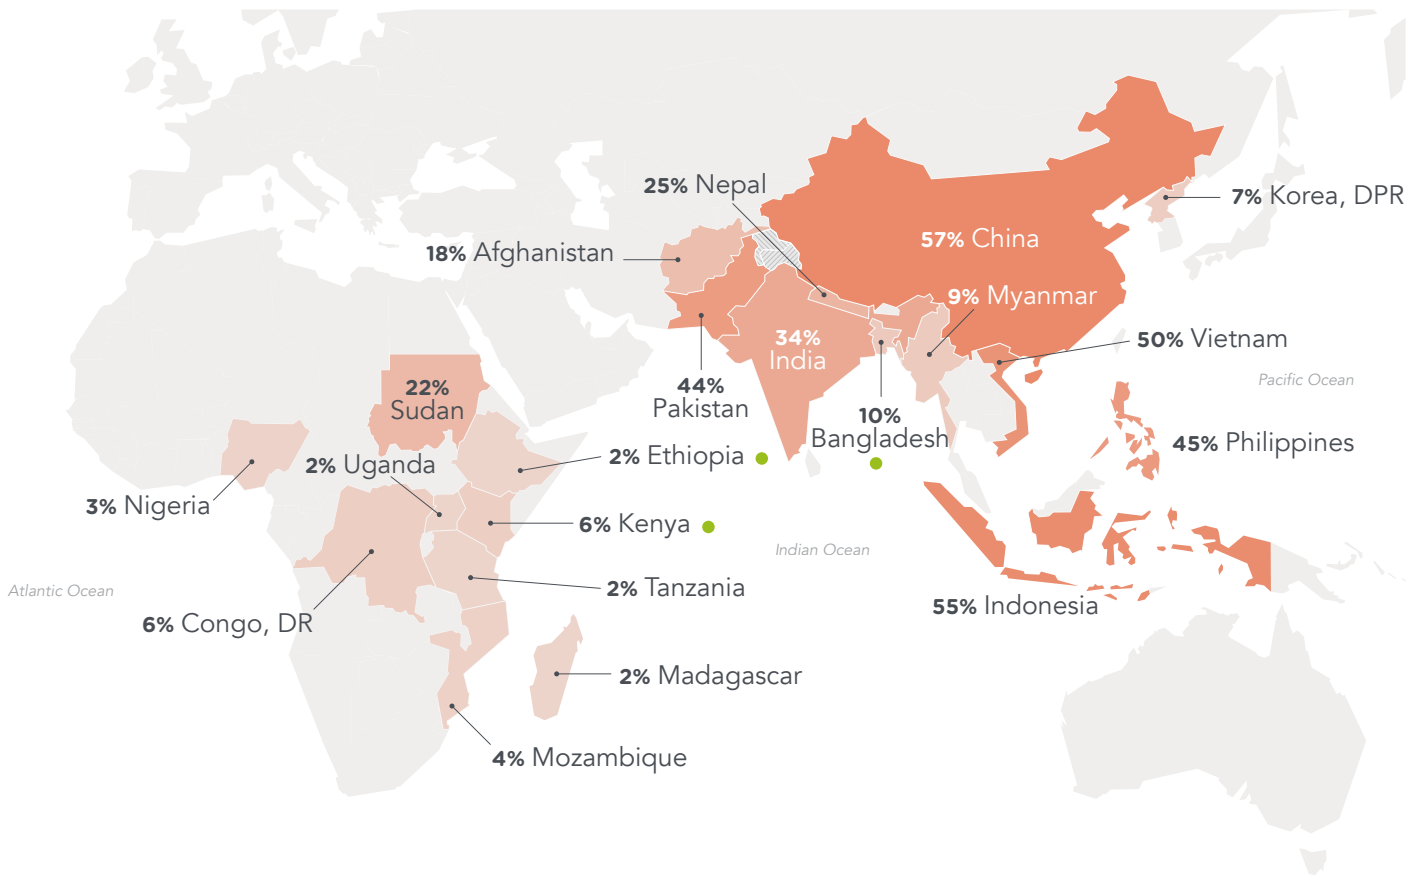 25% Nepal
7% Korea, DPR
57% China
18% Afghanistan
9% Myanmar
34%
India
50% Vietnam
Pacific Ocean
22%
Sudan
44%
Pakistan
10%
Bangladesh
45% Philippines
2% Ethiopia
2% Uganda
3% Nigeria
6% Kenya
Indian Ocean
Atlantic Ocean
2% Tanzania
55% Indonesia
6% Congo, DR
2% Madagascar
4% Mozambique